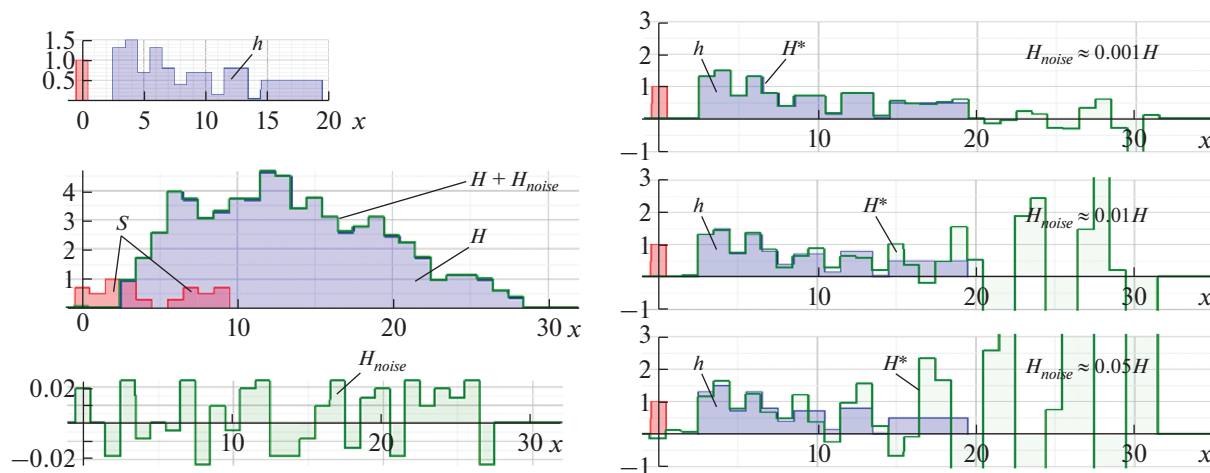 1.5
1.0
0.5
h
0 5 10 15 20 x
4
3
2
1
S
H + H_noise
H
0 10 20 30 x
0.02
−0.02
H_noise
10 20 30 x
3
2
1
−1
h
H*
H_noise ≈ 0.001H
10 20 30 x
3
2
1
−1
h
H*
H_noise ≈ 0.01H
10 20 30 x
3
2
1
−1
h
H*
H_noise ≈ 0.05H
10 20 30 x